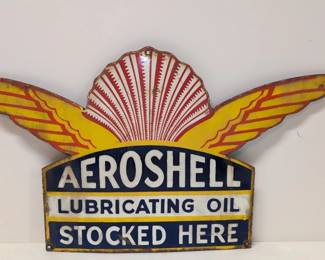 AEROSHELL
LUBRICATING OIL
STOCKED HERE